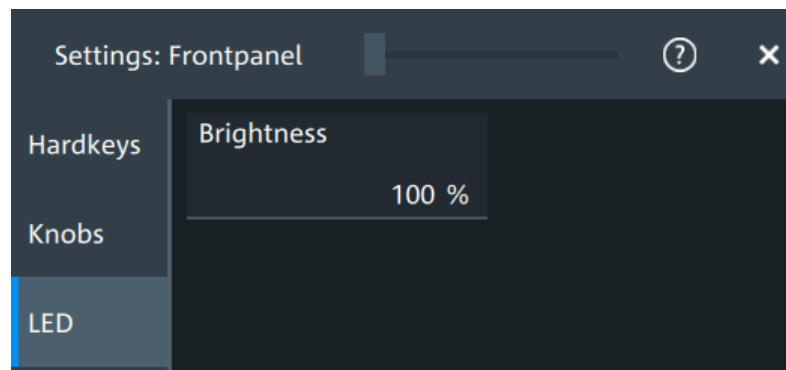 Settings: Frontpanel ?
Hardkeys
Brightness
100 %
Knobs
LED